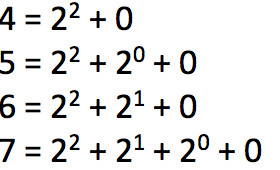 4 = 2² + 0
5 = 2² + 2⁰ + 0
6 = 2² + 2¹ + 0
7 = 2² + 2¹ + 2⁰ + 0